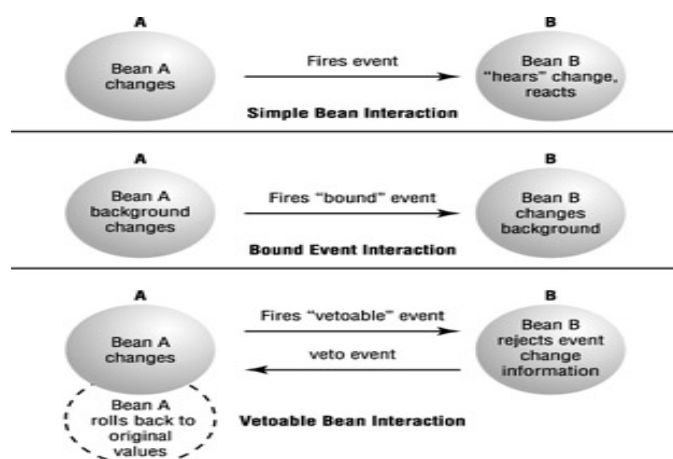 A
B
Bean A
changes
Fires event
Bean B
"hears" change,
reacts
Simple Bean Interaction
A
B
Bean A
background
changes
Fires "bound" event
Bean B
changes
background
Bound Event Interaction
A
B
Bean A
changes
Fires "vetoable" event
veto event
Bean B
rejects event
change
information
Bean A
rolls back to
original
values
Vetoable Bean Interaction